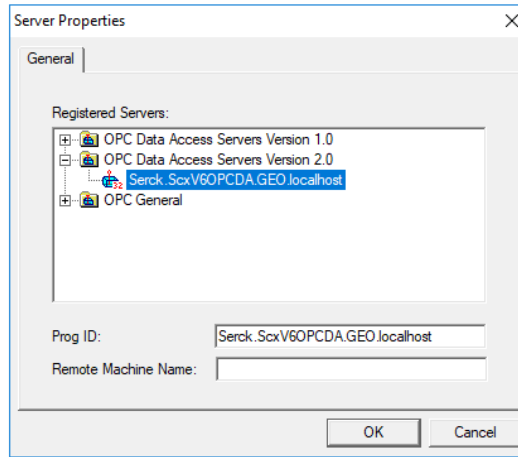 Server Properties
General
Registered Servers:
OPC Data Access Servers Version 1.0
OPC Data Access Servers Version 2.0
32 Serck.ScxV6OPCDA.GEO.localhost
OPC General
Prog ID: Serck.ScxV6OPCDA.GEO.localhost
Remote Machine Name:
OK Cancel